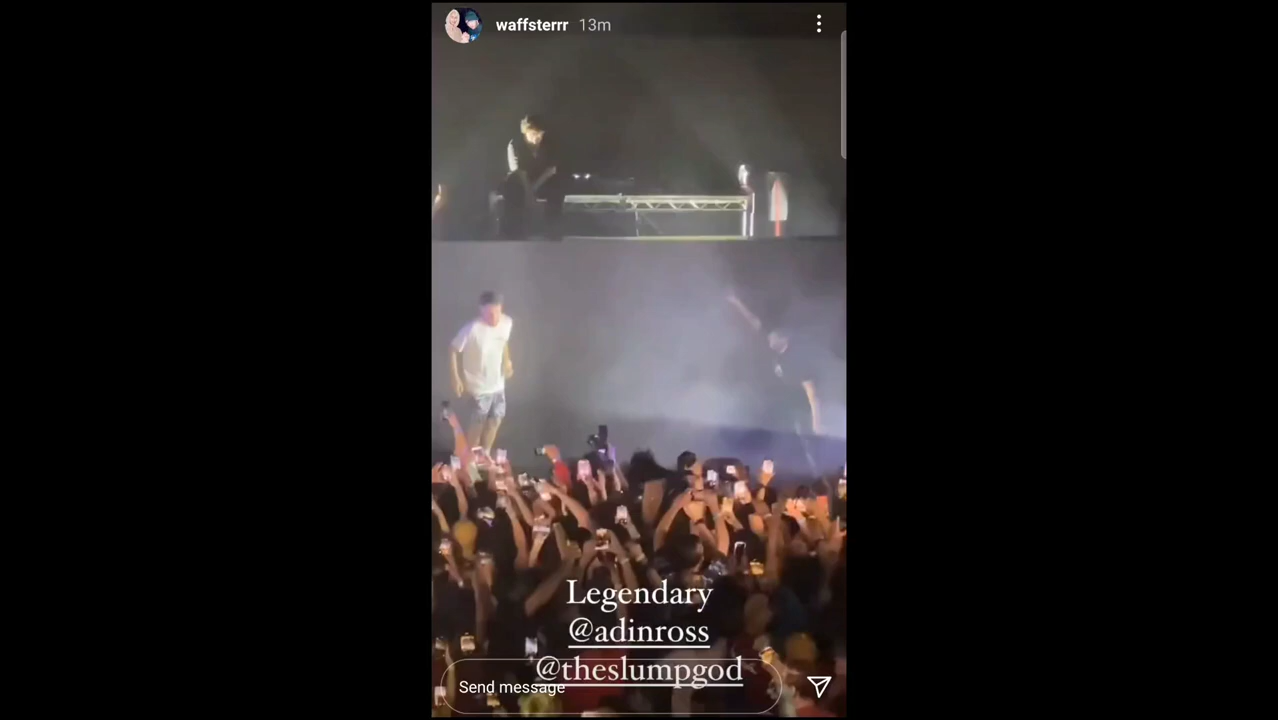 waffsterrr 13m
Legendary
@adinross
@theslumpgod
Send message